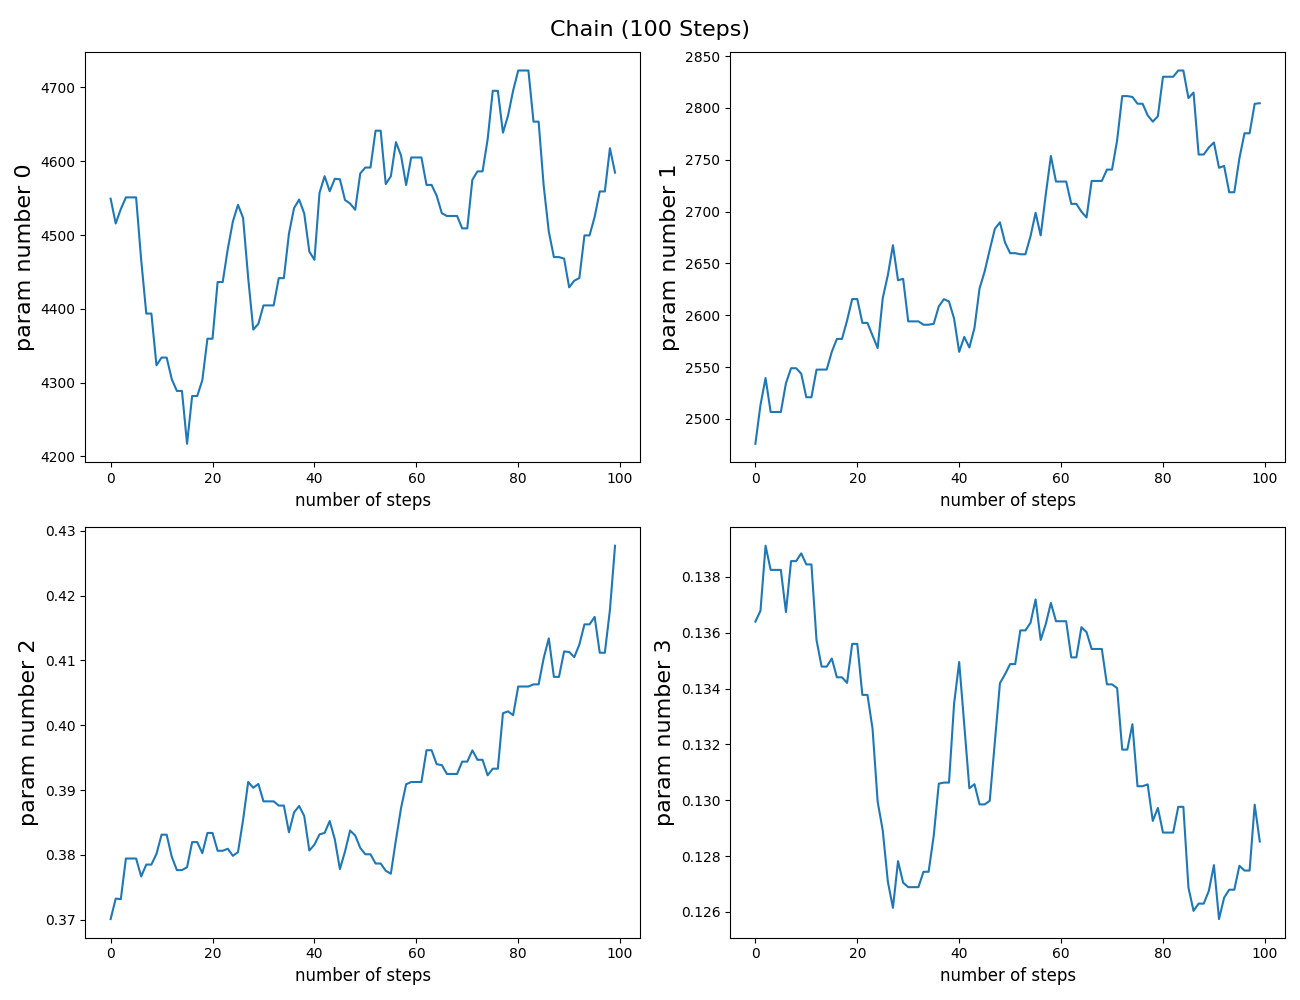 Chain (100 Steps)
param number 0
4700
4600
4500
4400
4300
4200
0 20 40 60 80 100
number of steps
param number 1
2850
2800
2750
2700
2650
2600
2550
2500
0 20 40 60 80 100
number of steps
param number 2
0.43
0.42
0.41
0.40
0.39
0.38
0.37
0 20 40 60 80 100
number of steps
param number 3
0.138
0.136
0.134
0.132
0.130
0.128
0.126
0 20 40 60 80 100
number of steps